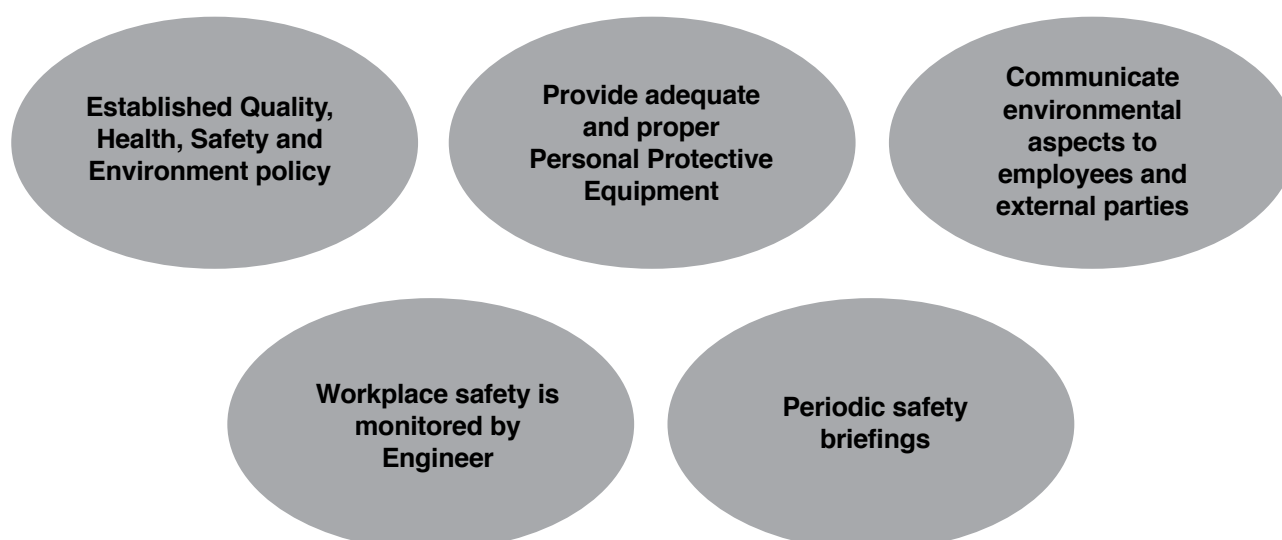 Established Quality,
Health, Safety and
Environment policy
Provide adequate
and proper
Personal Protective
Equipment
Communicate
environmental
aspects to
employees and
external parties
Workplace safety is
monitored by
Engineer
Periodic safety
briefings